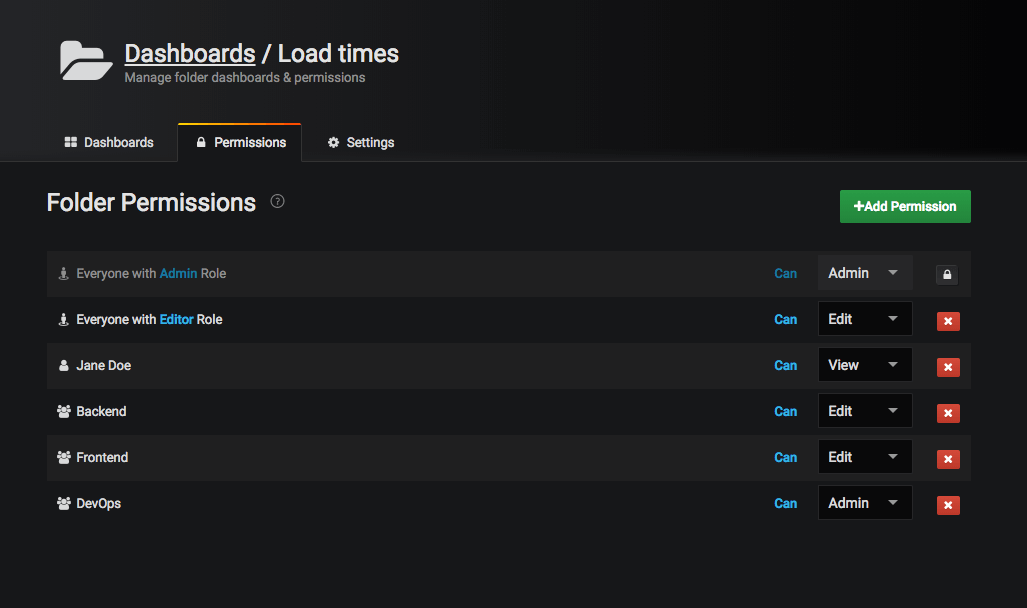 Dashboards / Load times
Manage folder dashboards & permissions
Dashboards Permissions Settings
Folder Permissions ?
+Add Permission
Everyone with Admin Role Can Admin
Everyone with Editor Role Can Edit
Jane Doe Can View
Backend Can Edit
Frontend Can Edit
DevOps Can Admin